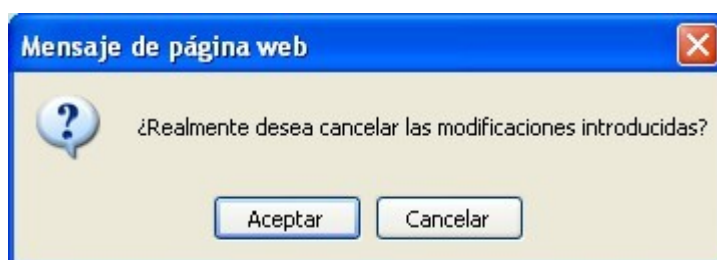 Mensaje de página web
¿Realmente desea cancelar las modificaciones introducidas?
Aceptar Cancelar